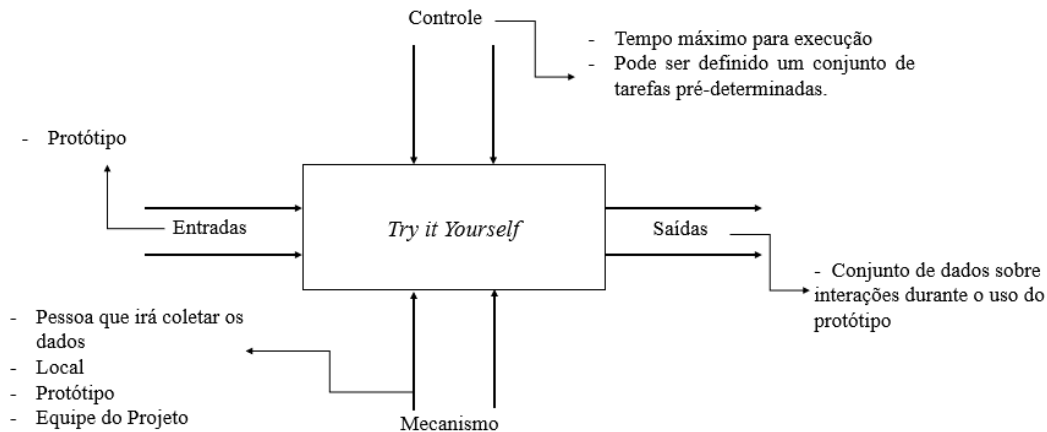 Controle
- Tempo máximo para execução
- Pode ser definido um conjunto de
tarefas pré-determinadas.
- Protótipo
Entradas
Try it Yourself
Saídas
- Conjunto de dados sobre
interações durante o uso do
protótipo
- Pessoa que irá coletar os
dados
- Local
- Protótipo
- Equipe do Projeto
Mecanismo